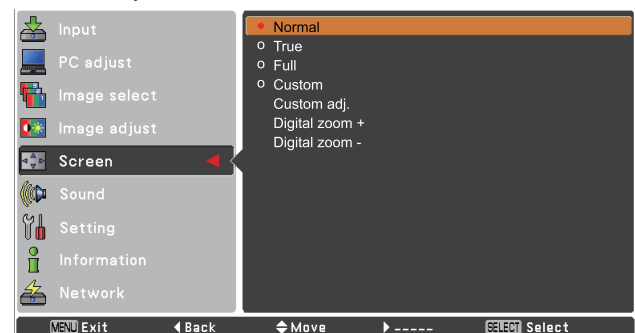 Input
PC adjust
Image select
Image adjust
Screen
Sound
Setting
Information
Network
Normal
o True
o Full
o Custom
Custom adj.
Digital zoom +
Digital zoom -
MENU Exit Back Move ----- SELECT Select